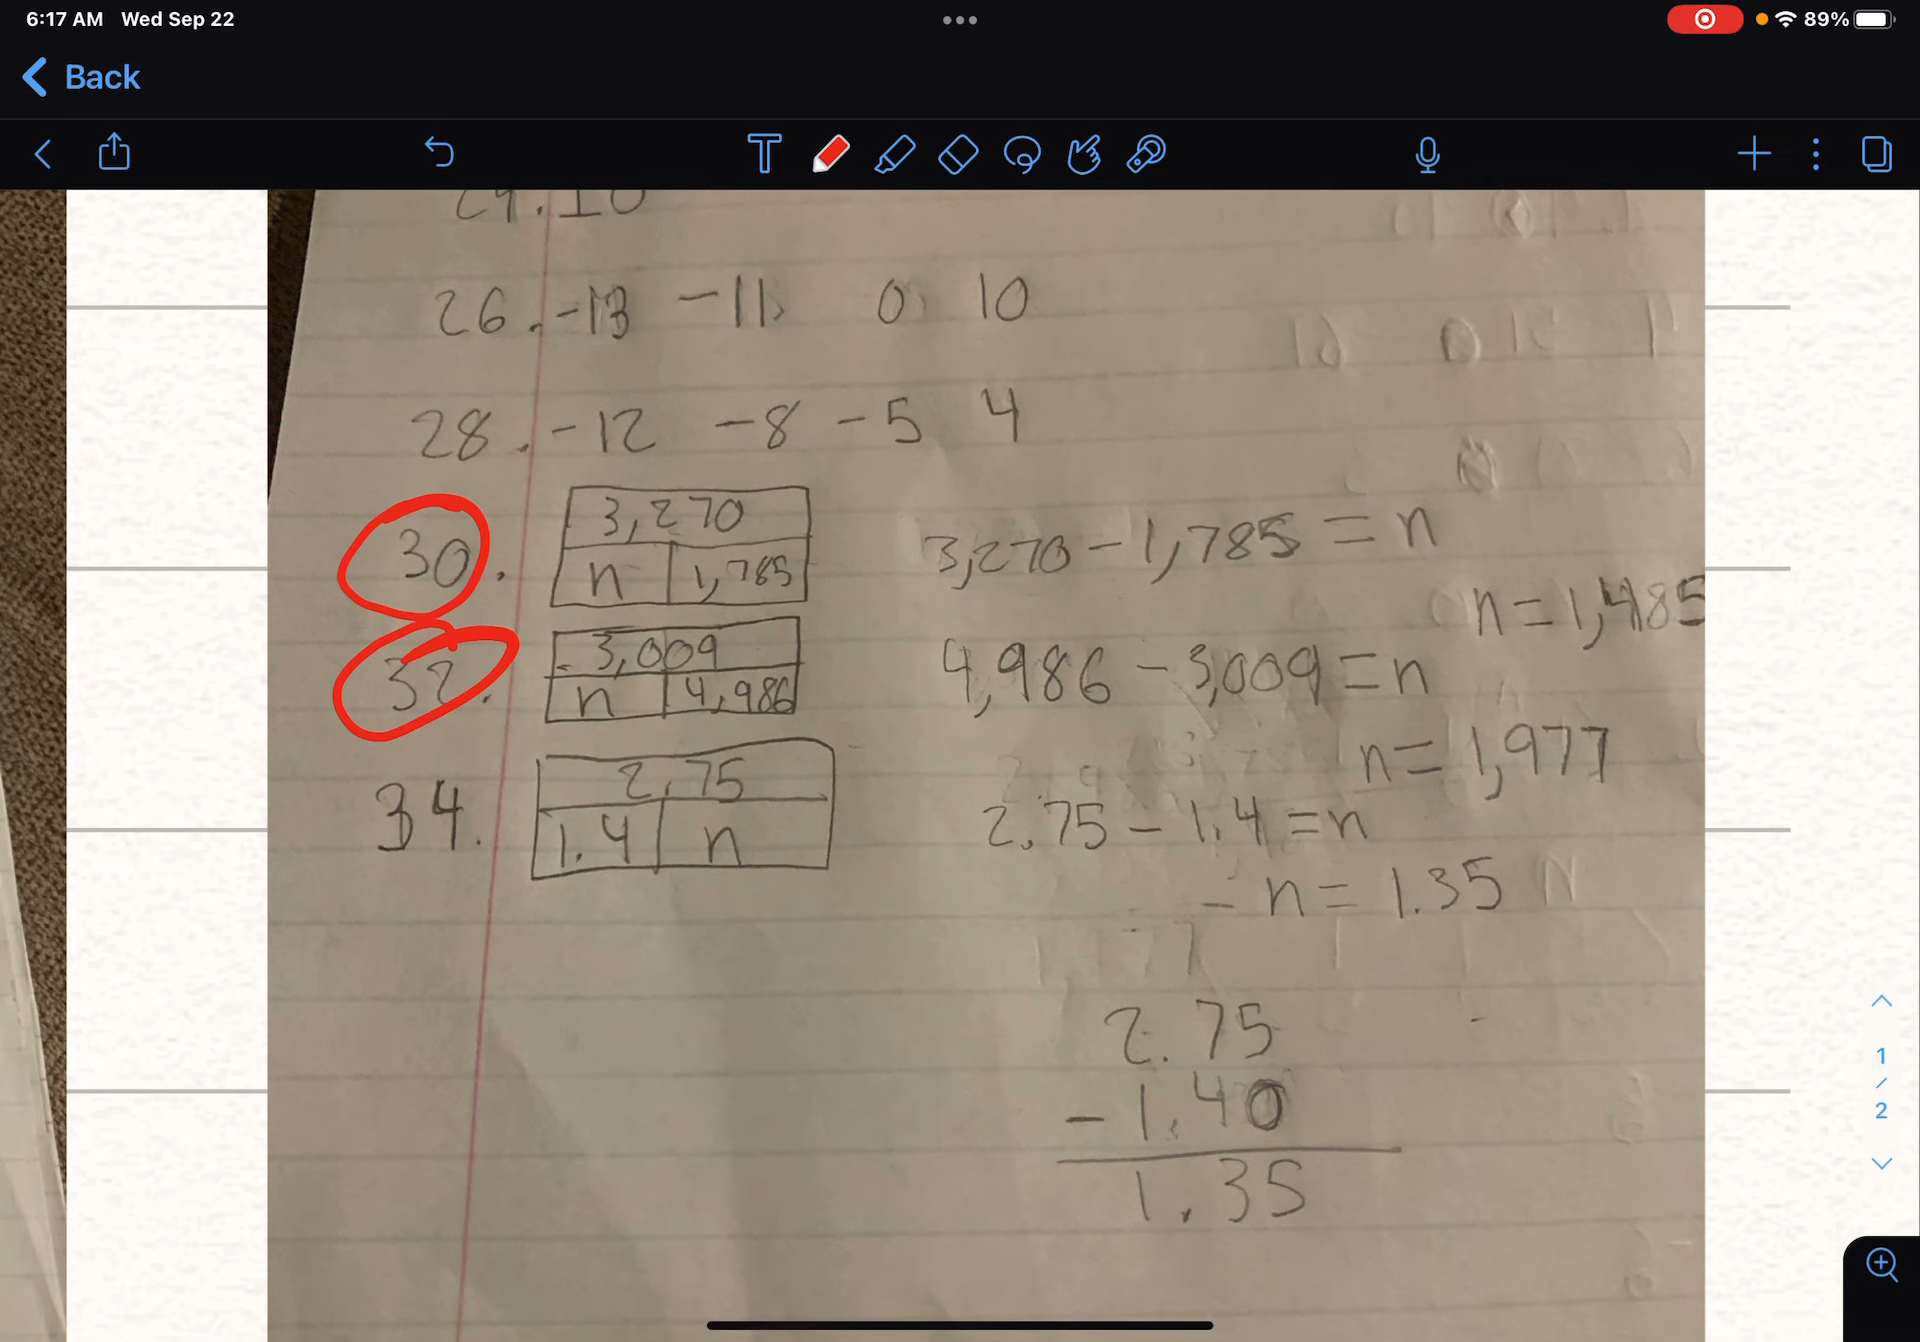 6:17 AM Wed Sep 22
89%
Back
T
24.10
26. -13 -11, 0, 10
28. -12 -8 -5 4
30. 3,270 3,270 - 1,785 = n
n 1,785
n = 1,485
32. 3,009 4,986 - 3,009 = n
n 4,986
n = 1,977
34. 2.75 2.75 - 1.4 = n
1.4 n
- n = 1.35
2.75
- 1.40
1.35
1
/
2